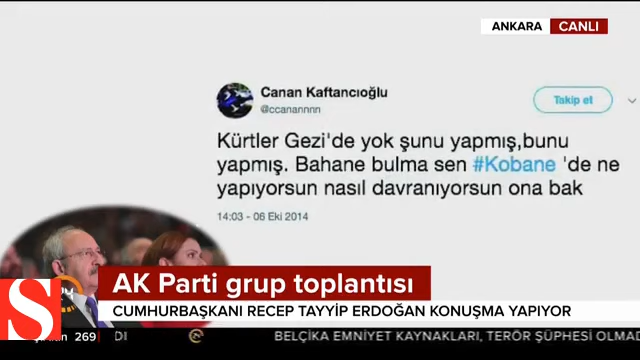 ANKARA CANLI
Canan Kaftancıoğlu
@ccanannnn
Takip et
Kürtler Gezi'de yok şunu yapmış,bunu
yapmış. Bahane bulma sen #Kobane 'de ne
yapıyorsun nasıl davranıyorsun ona bak
14:03 - 06 Eki 2014
AK Parti grup toplantısı
CUMHURBAŞKANI RECEP TAYYİP ERDOĞAN KONUŞMA YAPIYOR
S
269 DI BELÇİKA EMNİYET KAYNAKLARI, TERÖR ŞÜPHESİ OLMAD